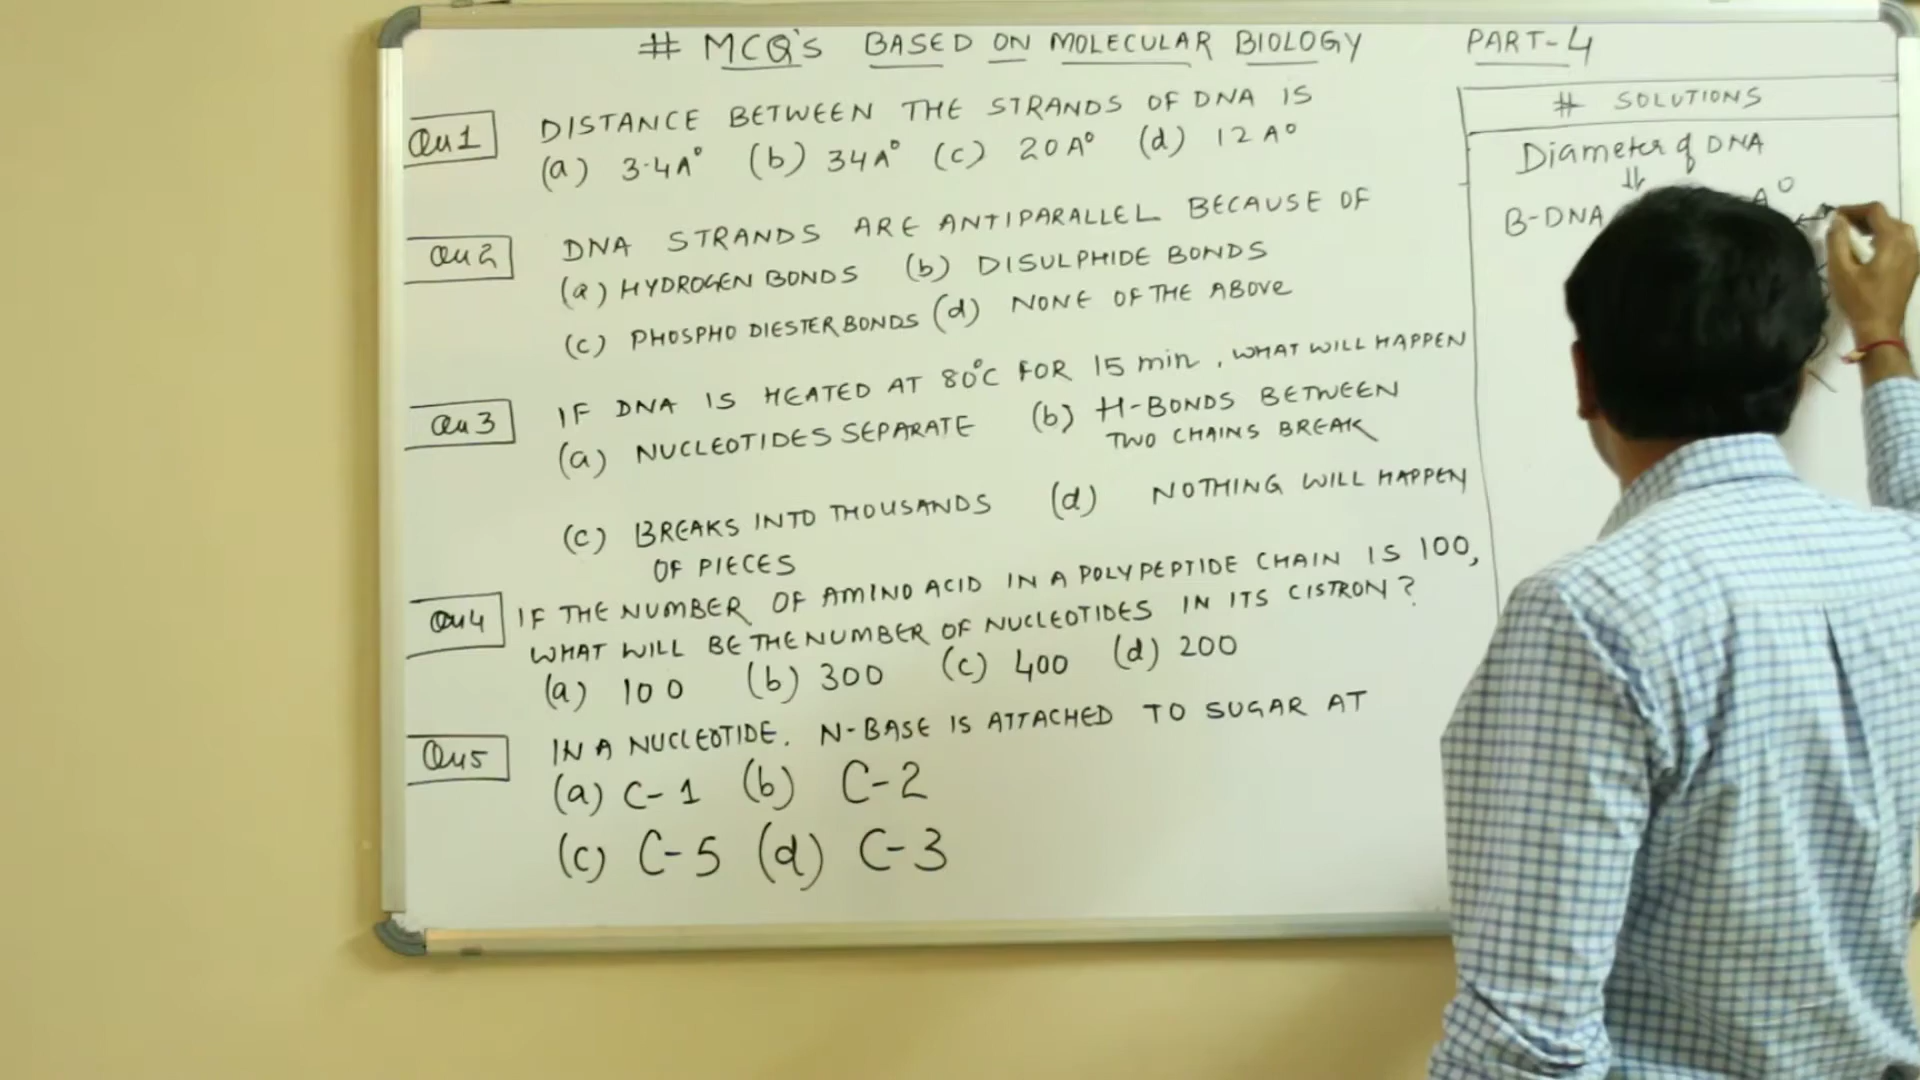 # MCQ'S BASED ON MOLECULAR BIOLOGY PART-4
Qu1 DISTANCE BETWEEN THE STRANDS OF DNA IS
(a) 3.4A° (b) 34A° (c) 20A° (d) 12A°
Qu2 DNA STRANDS ARE ANTIPARALLEL BECAUSE OF
(a) HYDROGEN BONDS (b) DISULPHIDE BONDS
(c) PHOSPHO DIESTER BONDS (d) NONE OF THE ABOVE
Qu3 IF DNA IS HEATED AT 80°C FOR 15 min, WHAT WILL HAPPEN
(a) NUCLEOTIDES SEPARATE (b) H-BONDS BETWEEN
TWO CHAINS BREAK
(c) BREAKS INTO THOUSANDS (d) NOTHING WILL HAPPEN
OF PIECES
Qu4 IF THE NUMBER OF AMINO ACID IN A POLYPEPTIDE CHAIN IS 100,
WHAT WILL BE THE NUMBER OF NUCLEOTIDES IN ITS CISTRON?
(a) 100 (b) 300 (c) 400 (d) 200
Qu5 IN A NUCLEOTIDE. N-BASE IS ATTACHED TO SUGAR AT
(a) C-1 (b) C-2
(c) C-5 (d) C-3
# SOLUTIONS
Diameter of DNA
⇓
B-DNA A°